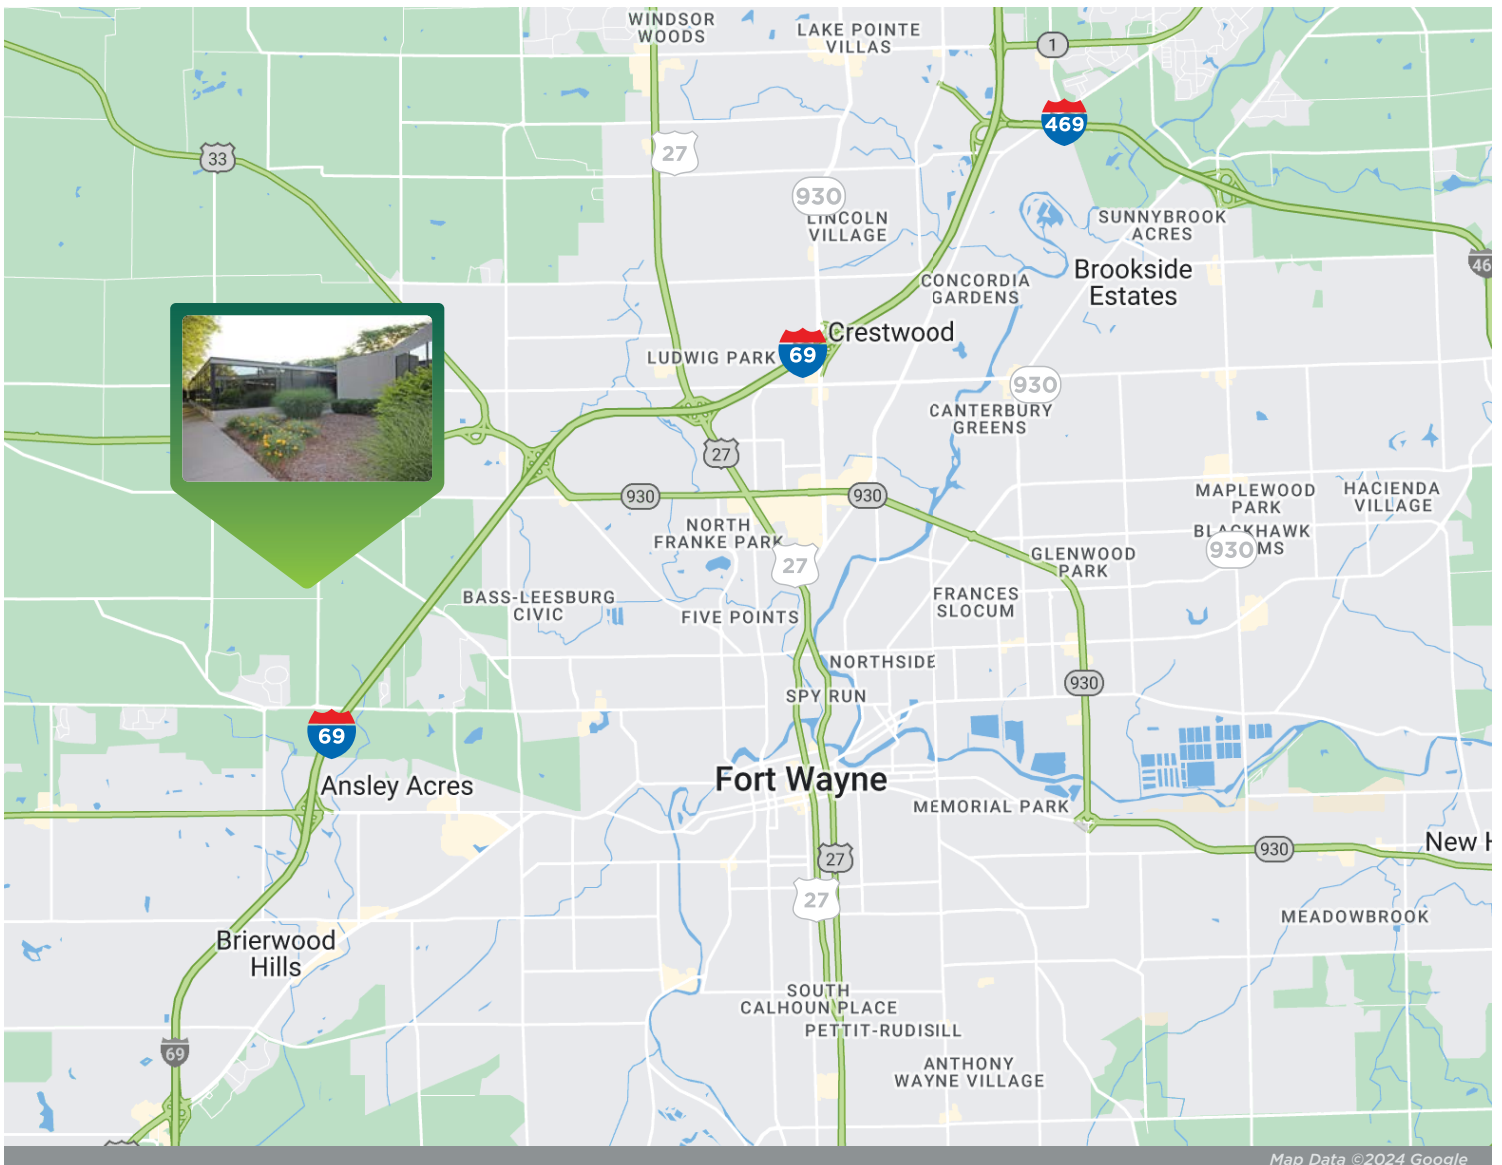 WINDSOR
WOODS
LAKE POINTE
VILLAS
1
469
33
27
930
LINCOLN
VILLAGE
SUNNYBROOK
ACRES
46
Brookside
Estates
CONCORDIA
GARDENS
Crestwood
69
LUDWIG PARK
930
CANTERBURY
GREENS
27
930
930
MAPLEWOOD
PARK
HACIENDA
VILLAGE
NORTH
FRANKE PARK
930
27
GLENWOOD
PARK
BASS-LEESBURG
CIVIC
FRANCES
SLOCUM
FIVE POINTS
NORTHSIDE
930
SPY RUN
69
Ansley Acres
Fort Wayne
MEMORIAL PARK
930
New H
27
27
MEADOWBROOK
Brierwood
Hills
SOUTH
CALHOUN PLACE
PETTIT-RUDISILL
69
ANTHONY
WAYNE VILLAGE
Map Data ©2024 Google